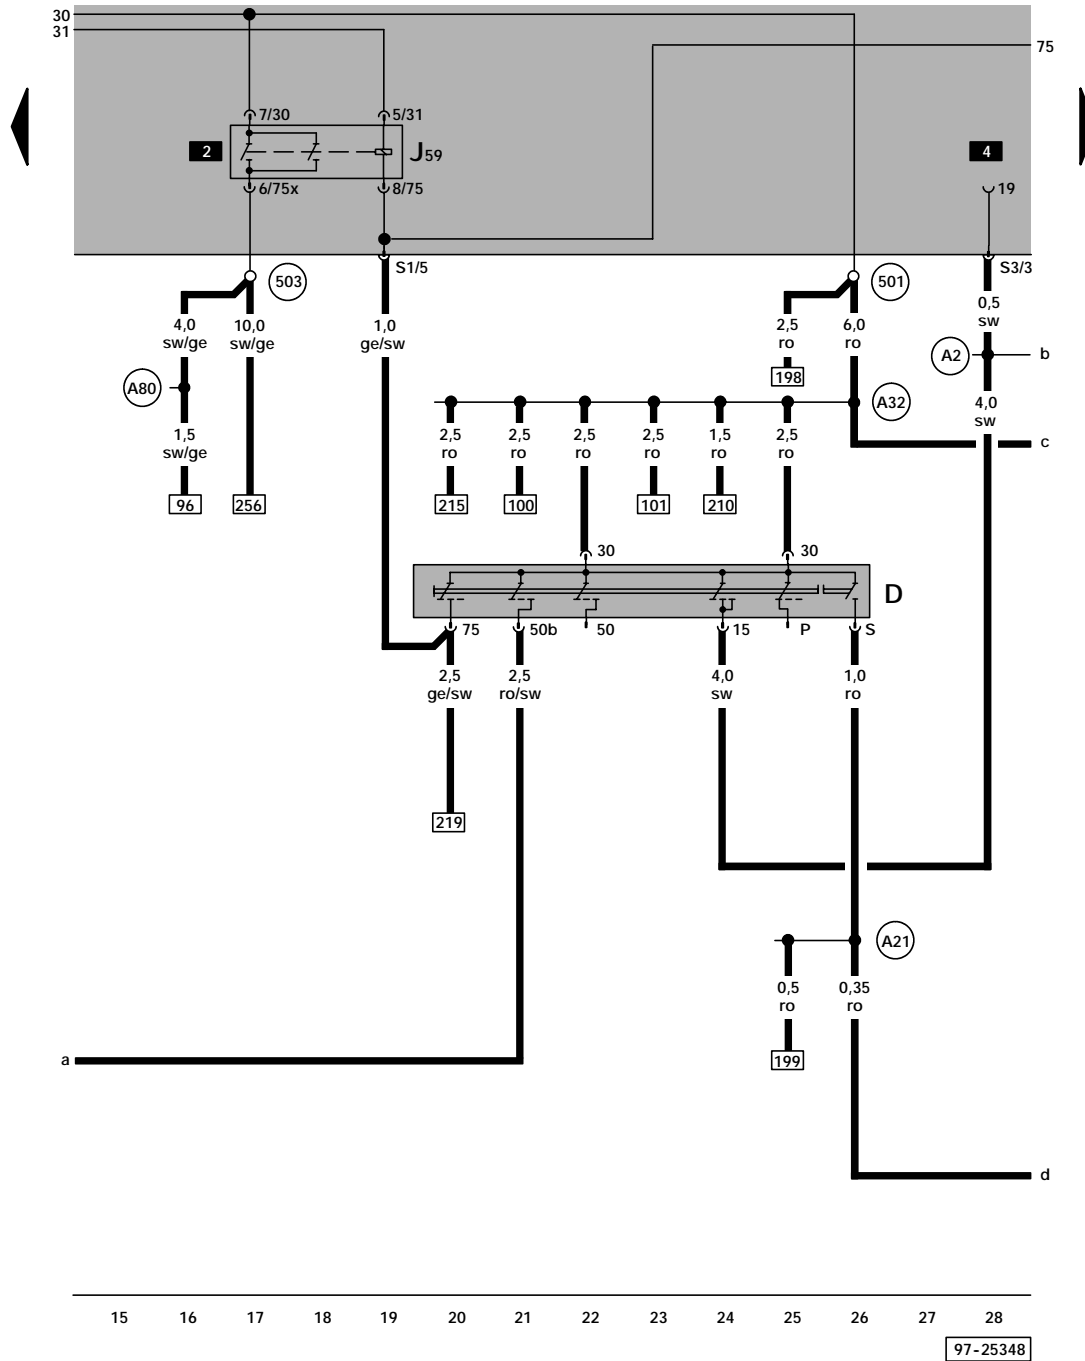 30
31
75
7/30
5/31
2
J59
4
6/75x
8/75
19
S1/5
S3/3
503
501
4,0
sw/ge
10,0
sw/ge
1,0
ge/sw
2,5
ro
6,0
ro
0,5
sw
A2
b
A80
198
A32
4,0
sw
1,5
sw/ge
2,5
ro
2,5
ro
2,5
ro
2,5
ro
1,5
ro
2,5
ro
c
96
256
215
100
101
210
30
30
D
75
50b
50
15
P
S
2,5
ge/sw
2,5
ro/sw
4,0
sw
1,0
ro
219
A21
0,5
ro
0,35
ro
a
199
d
15 16 17 18 19 20 21 22 23 24 25 26 27 28
97-25348